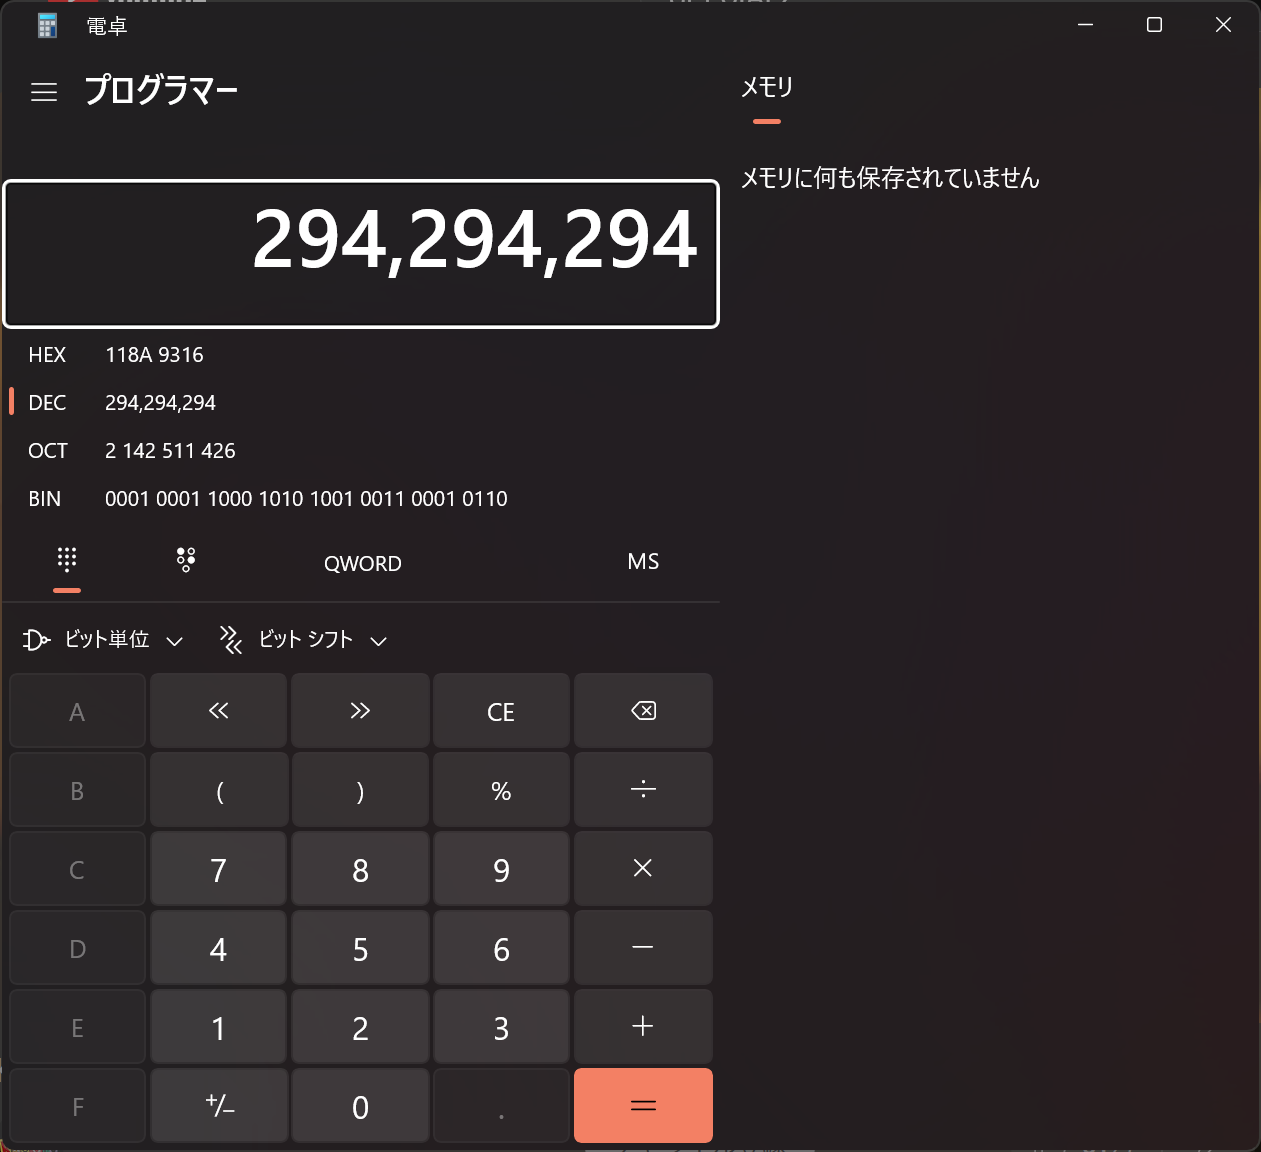 電卓
プログラマー
294,294,294
HEX 118A 9316
DEC 294,294,294
OCT 2 142 511 426
BIN 0001 0001 1000 1010 1001 0011 0001 0110
QWORD MS
ビット単位 ビット シフト
A « » CE
B ( ) % ÷
C 7 8 9 ×
D 4 5 6 −
E 1 2 3 +
F +/− 0 . =
メモリ
メモリに何も保存されていません